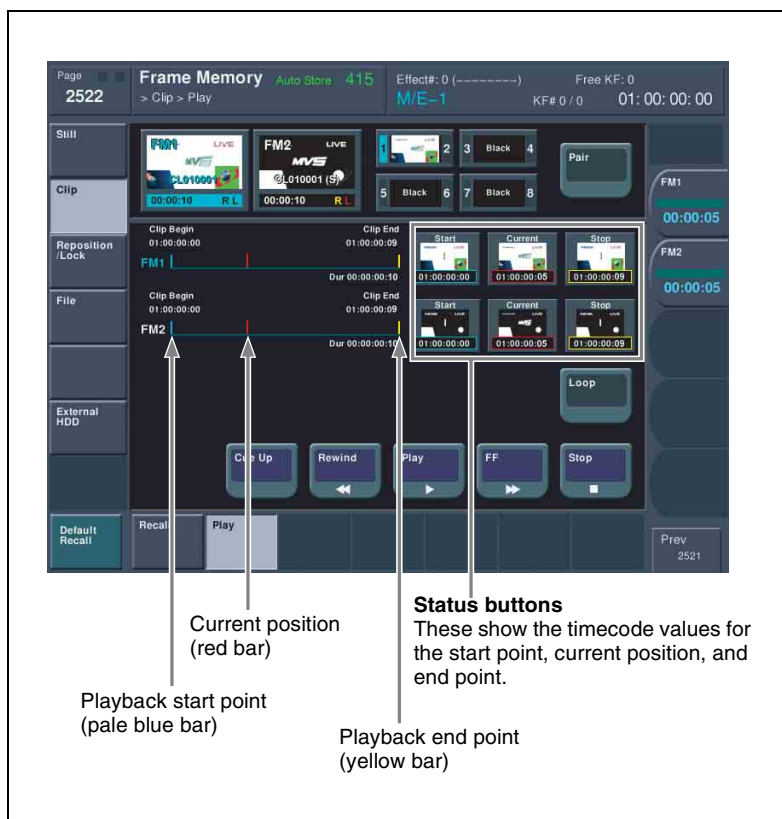 Page
2522
Frame Memory
Auto Store 415
> Clip > Play
Effect#: 0 (--------)
Free KF: 0
M/E-1
KF# 0 / 0
01: 00: 00: 00
Still
Clip
Reposition
/Lock
File
External
HDD
FM1 LIVE
MVS
CL010001
00:00:10 R L
FM2 LIVE
MVS
CL010001 (S)
00:00:10 R L
1 2 3 Black 4
5 Black 6 7 Black 8
Pair
FM1
00:00:05
FM2
00:00:05
Clip Begin
01:00:00:00
Clip End
01:00:00:09
FM1
Dur 00:00:00:10
Clip Begin
01:00:00:00
Clip End
01:00:00:09
FM2
Dur 00:00:00:10
Start Current Stop
01:00:00:00 01:00:00:05 01:00:00:09
Start Current Stop
01:00:00:00 01:00:00:05 01:00:00:09
Loop
Cue Up
Rewind
Play
FF
Stop
Default
Recall
Recall
Play
Prev
2521
Status buttons
These show the timecode values for
the start point, current position, and
end point.
Current position
(red bar)
Playback start point
(pale blue bar)
Playback end point
(yellow bar)